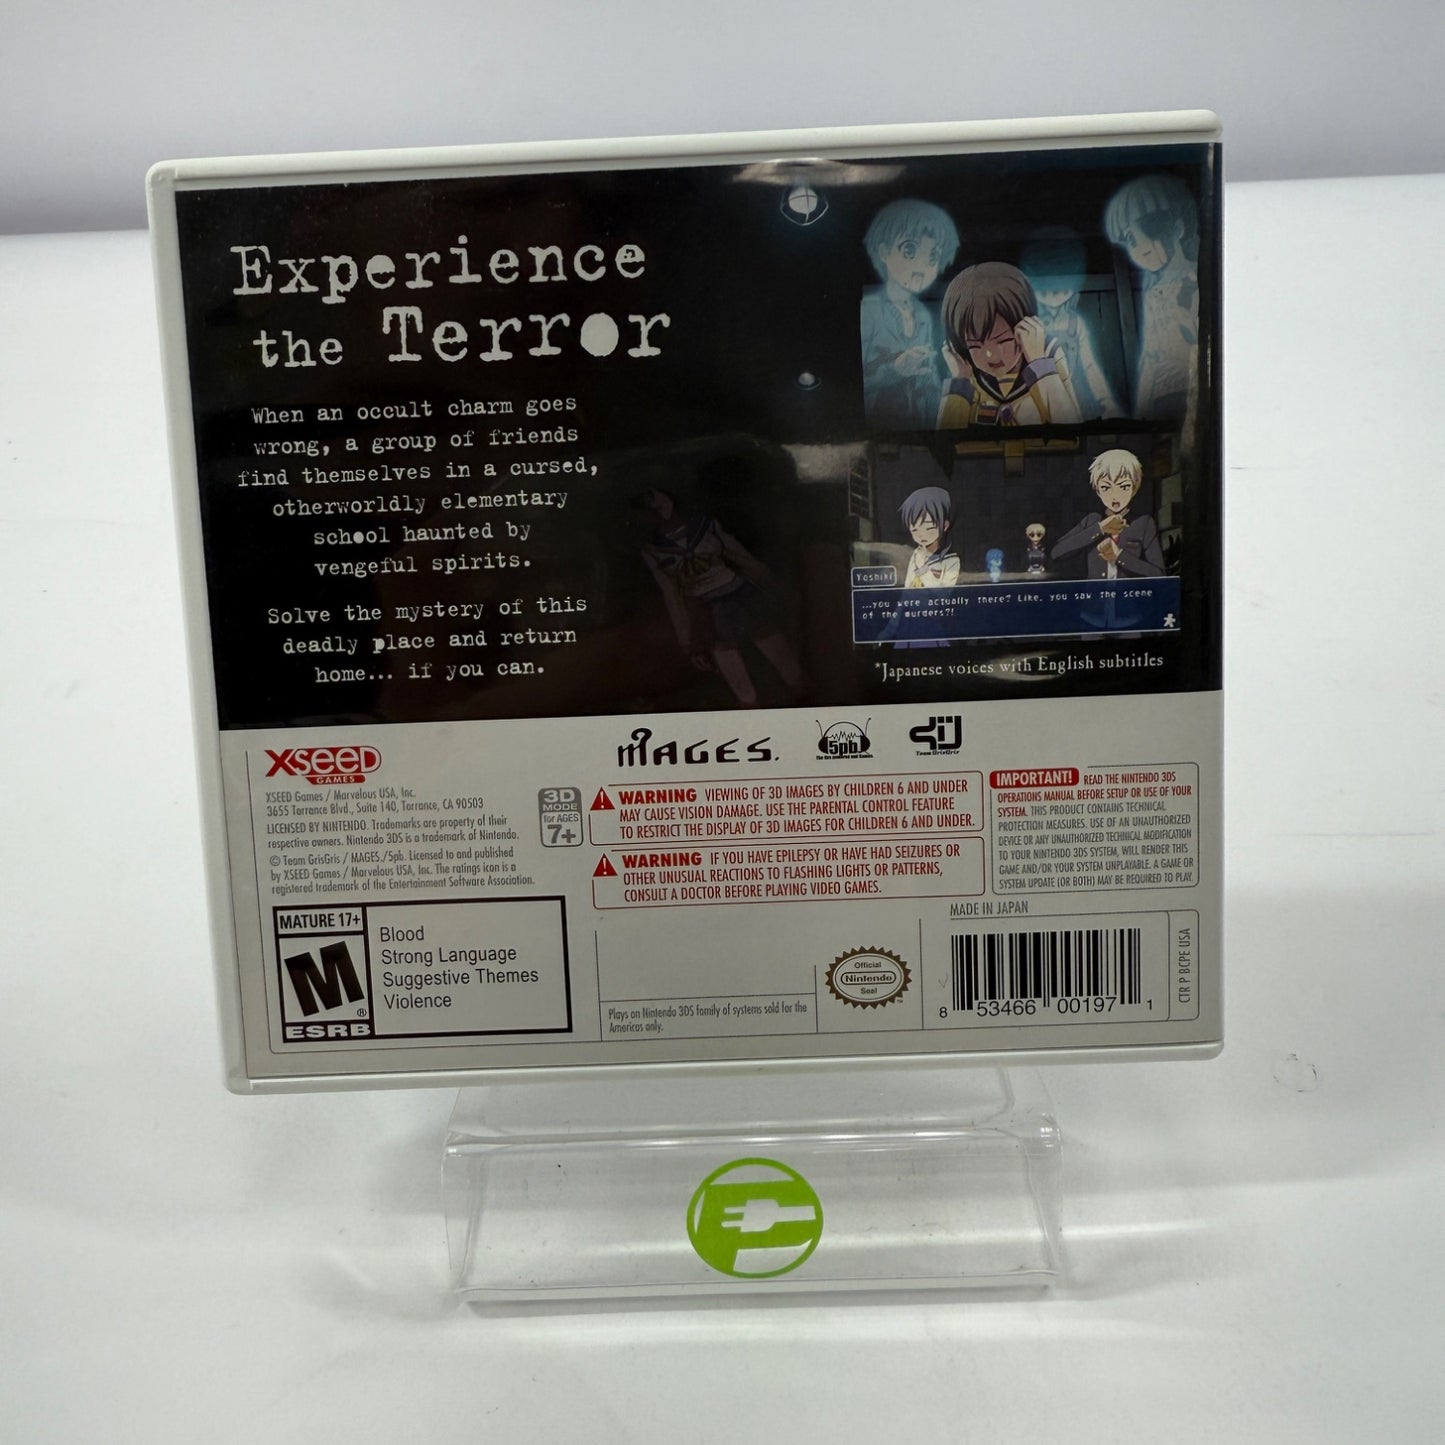 Experience
the Terror
When an occult charm goes
wrong, a group of friends
find themselves in a cursed,
otherworldly elementary
school haunted by
vengeful spirits.
Solve the mystery of this
deadly place and return
home... if you can.
Yoshiki
...you were actually there? Like, you saw the scene
of the murders?!
*Japanese voices with English subtitles
XSEED
GAMES
MAGES.
5pb.
The live powered and Games.
Team GrisGris
XSEED Games / Marvelous USA, Inc.
3655 Torrance Blvd., Suite 140, Torrance, CA 90503
LICENSED BY NINTENDO. Trademarks are property of their
respective owners. Nintendo 3DS is a trademark of Nintendo.
© Team GrisGris / MAGES./5pb. Licensed to and published
by XSEED Games / Marvelous USA, Inc. The ratings icon is a
registered trademark of the Entertainment Software Association.
3D
MODE
for AGES
7+
WARNING VIEWING OF 3D IMAGES BY CHILDREN 6 AND UNDER
MAY CAUSE VISION DAMAGE. USE THE PARENTAL CONTROL FEATURE
TO RESTRICT THE DISPLAY OF 3D IMAGES FOR CHILDREN 6 AND UNDER.
WARNING IF YOU HAVE EPILEPSY OR HAVE HAD SEIZURES OR
OTHER UNUSUAL REACTIONS TO FLASHING LIGHTS OR PATTERNS,
CONSULT A DOCTOR BEFORE PLAYING VIDEO GAMES.
IMPORTANT! READ THE NINTENDO 3DS
OPERATIONS MANUAL BEFORE SETUP OR USE OF YOUR
SYSTEM. THIS PRODUCT CONTAINS TECHNICAL
PROTECTION MEASURES. USE OF AN UNAUTHORIZED
DEVICE OR ANY UNAUTHORIZED TECHNICAL MODIFICATION
TO YOUR NINTENDO 3DS SYSTEM, WILL RENDER THIS
GAME AND/OR YOUR SYSTEM UNPLAYABLE. A GAME OR
SYSTEM UPDATE (OR BOTH) MAY BE REQUIRED TO PLAY.
MATURE 17+
M
®
ESRB
Blood
Strong Language
Suggestive Themes
Violence
Plays on Nintendo 3DS family of systems sold for the
Americas only.
Official
Nintendo
Seal
MADE IN JAPAN
8 53466 00197 1
CTR P BCPE USA